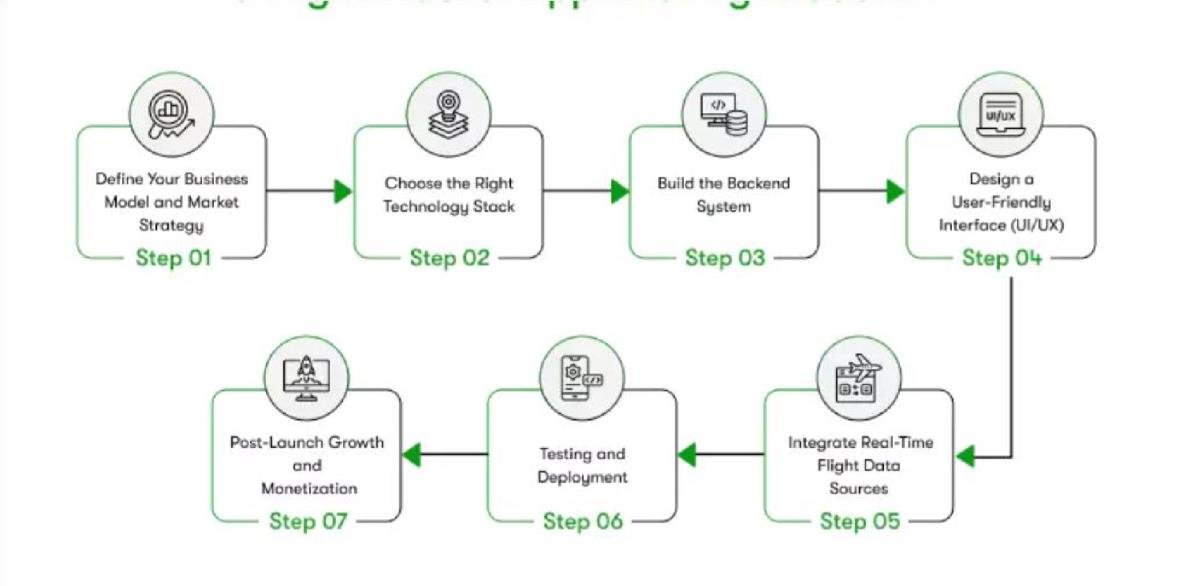 Define Your Business
Model and Market
Strategy
Step 01
Choose the Right
Technology Stack
Step 02
</>
Build the Backend
System
Step 03
UI/UX
Design a
User-Friendly
Interface (UI/UX)
Step 04
Integrate Real-Time
Flight Data
Sources
Step 05
</>
Testing and
Deployment
Step 06
Post-Launch Growth
and
Monetization
Step 07